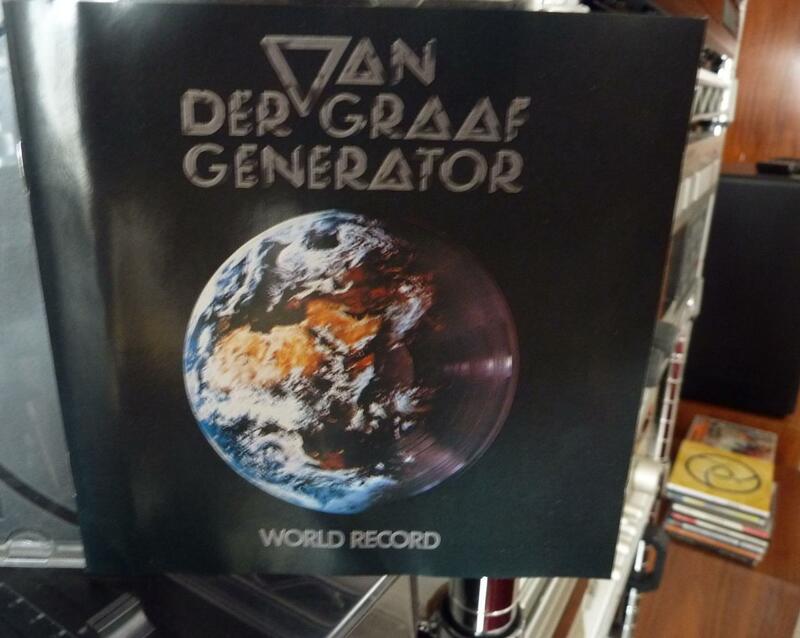 VAN
DER GRAAF
GENERATOR
WORLD RECORD